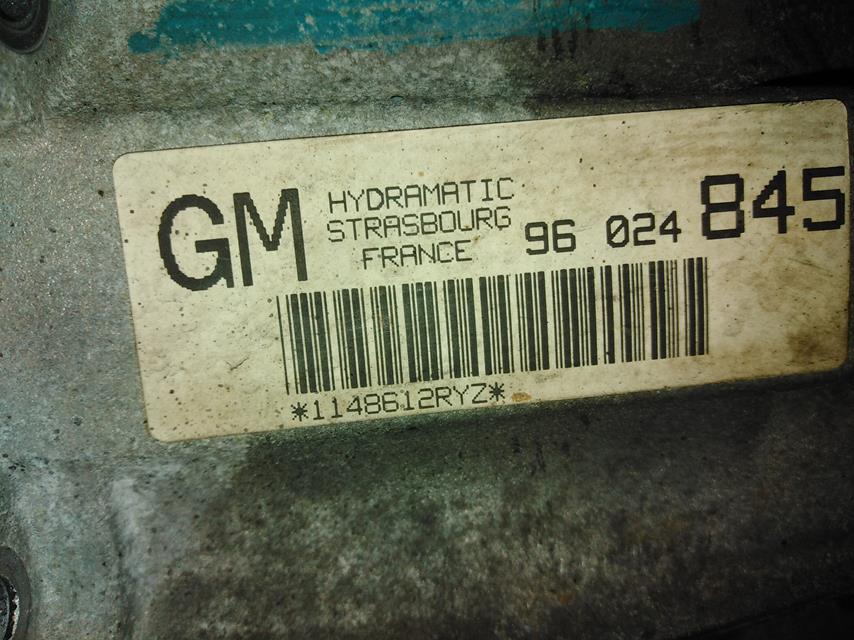 GM
HYDRAMATIC
STRASBOURG
FRANCE
96 024 845
*1148612RYZ*